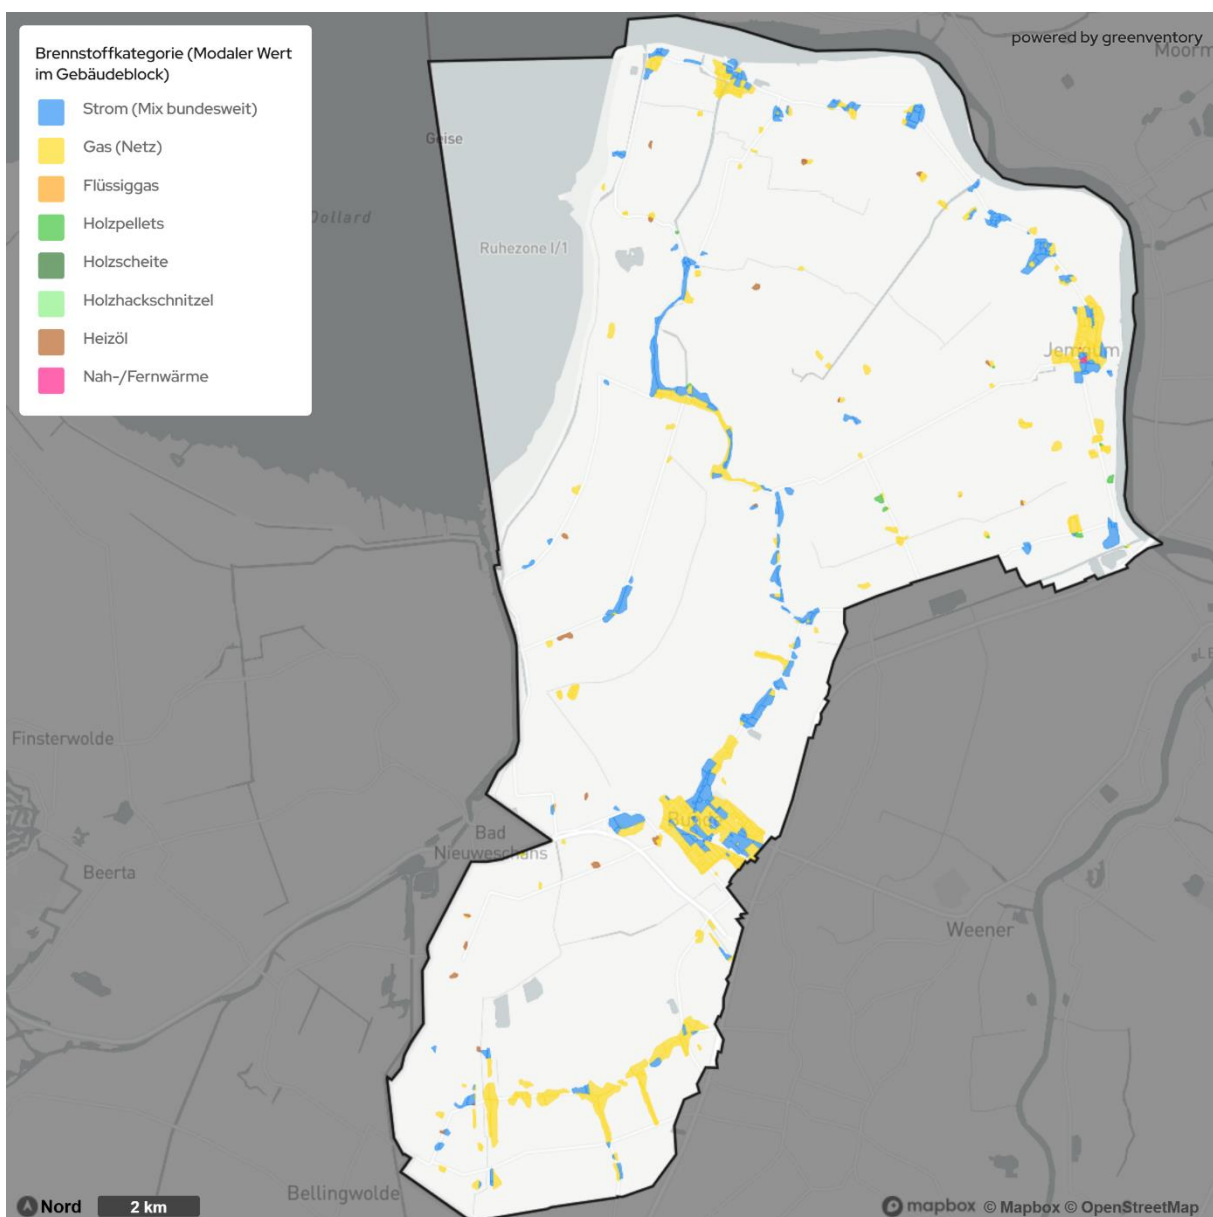 Brennstoffkategorie (Modaler Wert
im Gebäudeblock)
Strom (Mix bundesweit)
Gas (Netz)
Flüssiggas
Holzpellets
Holzscheite
Holzhackschnitzel
Heizöl
Nah-/Fernwärme
powered by greenventory
Moorm
Geise
Dollard
Ruhezone I/1
Jemgum
LE
Finsterwolde
Bunde
Bad
Nieuweschans
Beerta
Weener
Bellingwolde
Nord
2 km
mapbox © Mapbox © OpenStreetMap